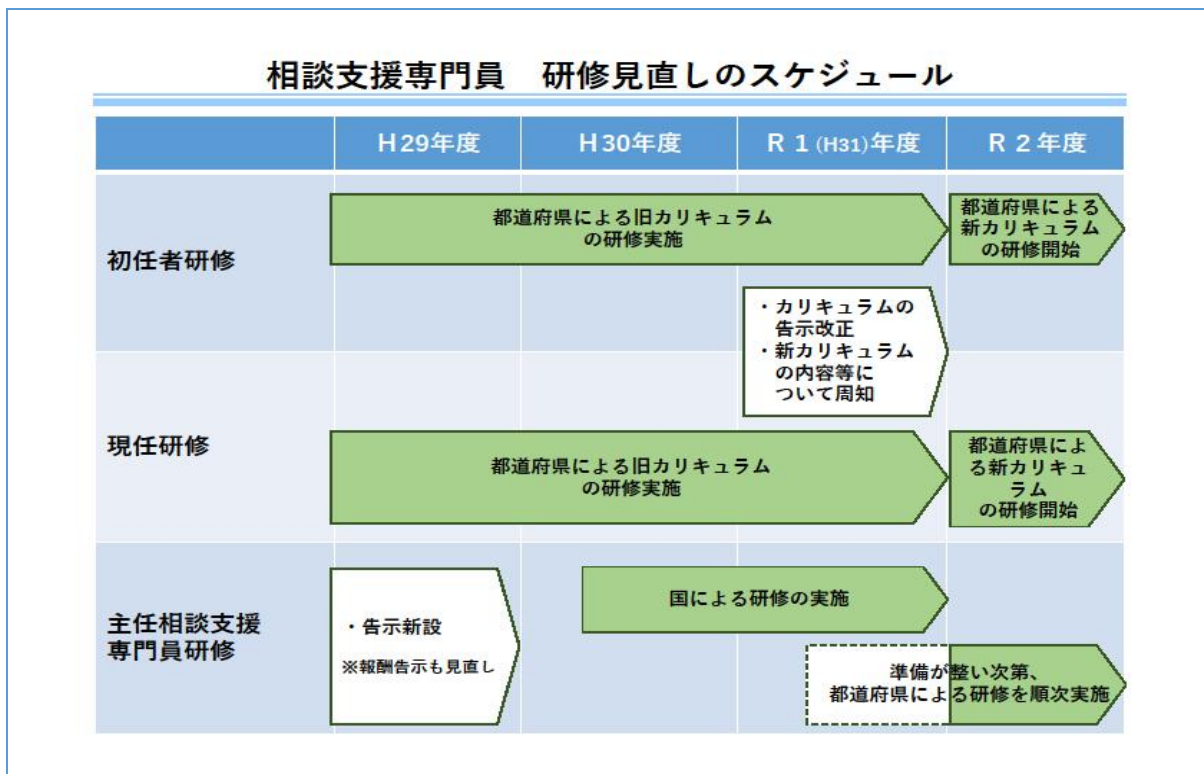 相談支援専門員　研修見直しのスケジュール
H29年度
H30年度
R1(H31)年度
R2年度
初任者研修
都道府県による旧カリキュラム
の研修実施
都道府県による
新カリキュラム
の研修開始
・カリキュラムの
告示改正
・新カリキュラム
の内容等に
ついて周知
現任研修
都道府県による旧カリキュラム
の研修実施
都道府県によ
る新カリキュ
ラム
の研修開始
主任相談支援
専門員研修
・告示新設
※報酬告示も見直し
国による研修の実施
準備が整い次第、
都道府県による研修を順次実施